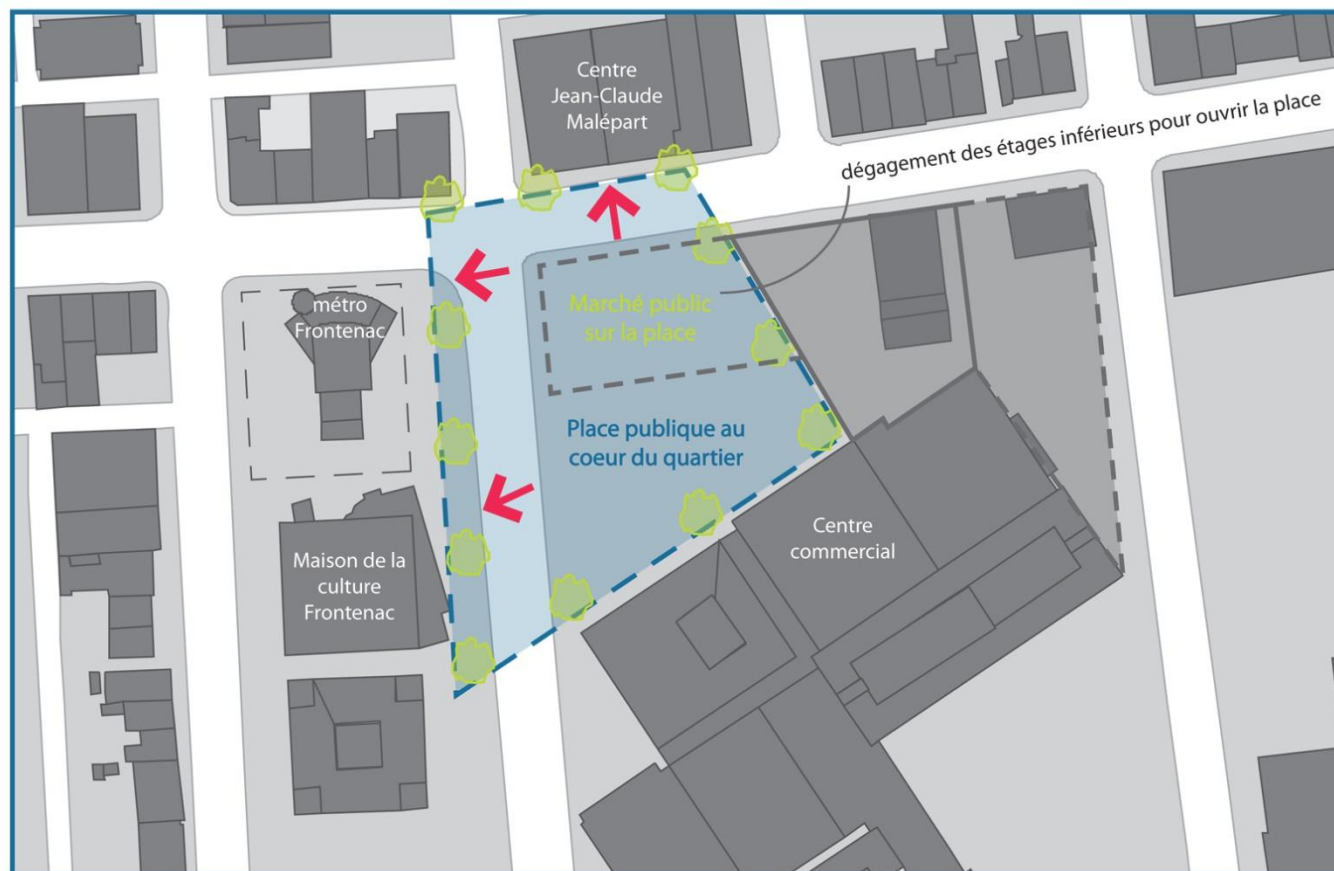 Centre
Jean-Claude
Malépart
dégagement des étages inférieurs pour ouvrir la place
métro
Frontenac
Marché public
sur la place
Place publique au
coeur du quartier
Centre
commercial
Maison de la
culture
Frontenac